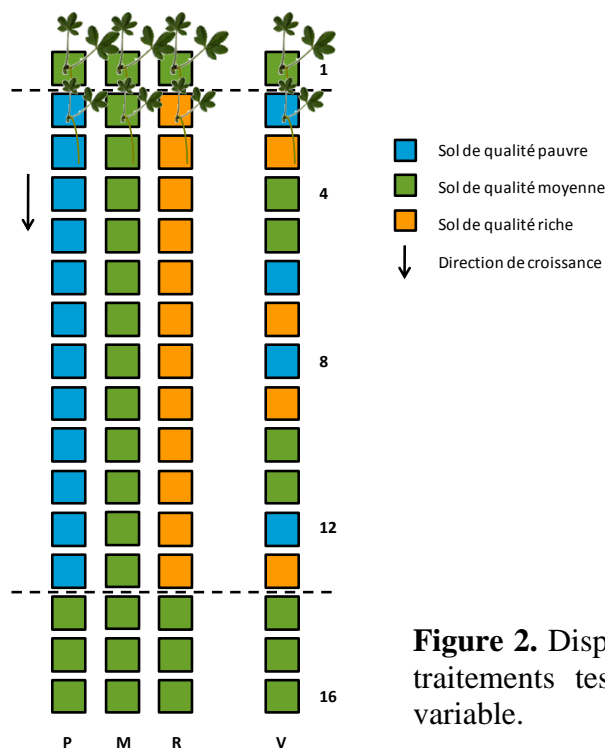 1
4
8
12
16
P M R V
Sol de qualité pauvre
Sol de qualité moyenne
Sol de qualité riche
Direction de croissance
Figure 2. Disp
traitements tes
variable.